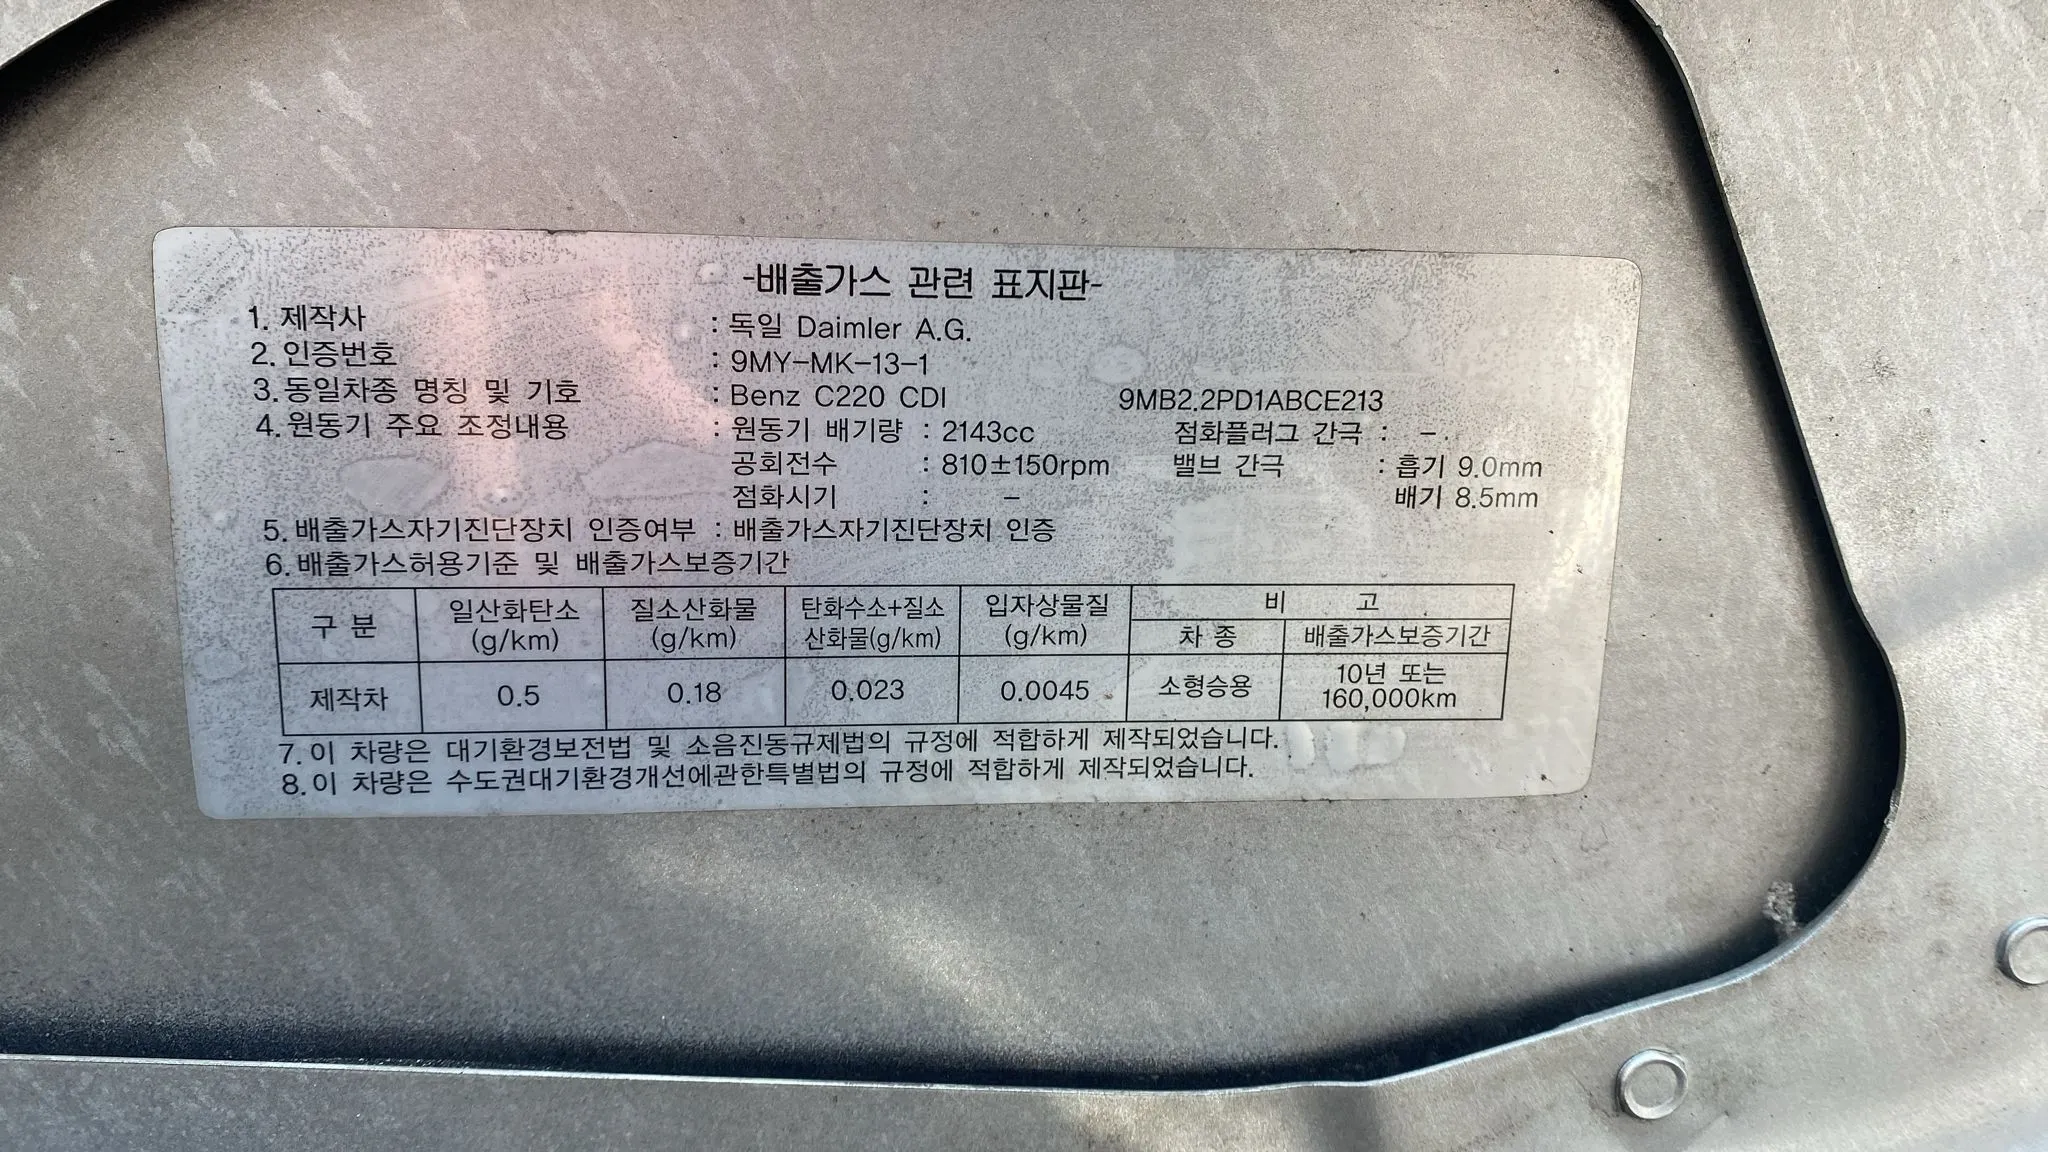 -배출가스 관련 표지판-
1. 제작사 : 독일 Daimler A.G.
2. 인증번호 : 9MY-MK-13-1
3. 동일차종 명칭 및 기호 : Benz C220 CDI 9MB2.2PD1ABCE213
4. 원동기 주요 조정내용 : 원동기 배기량 : 2143cc 점화플러그 간극 : -.
공회전수 : 810±150rpm 밸브 간극 : 흡기 9.0mm
점화시기 : - 배기 8.5mm
5. 배출가스자기진단장치 인증여부 : 배출가스자기진단장치 인증
6. 배출가스허용기준 및 배출가스보증기간
구 분 일산화탄소 (g/km) 질소산화물 (g/km) 탄화수소+질소 산화물(g/km) 입자상물질 (g/km) 비 고
차 종 배출가스보증기간
제작차 0.5 0.18 0.023 0.0045 소형승용 10년 또는 160,000km
7. 이 차량은 대기환경보전법 및 소음진동규제법의 규정에 적합하게 제작되었습니다.
8. 이 차량은 수도권대기환경개선에관한특별법의 규정에 적합하게 제작되었습니다.